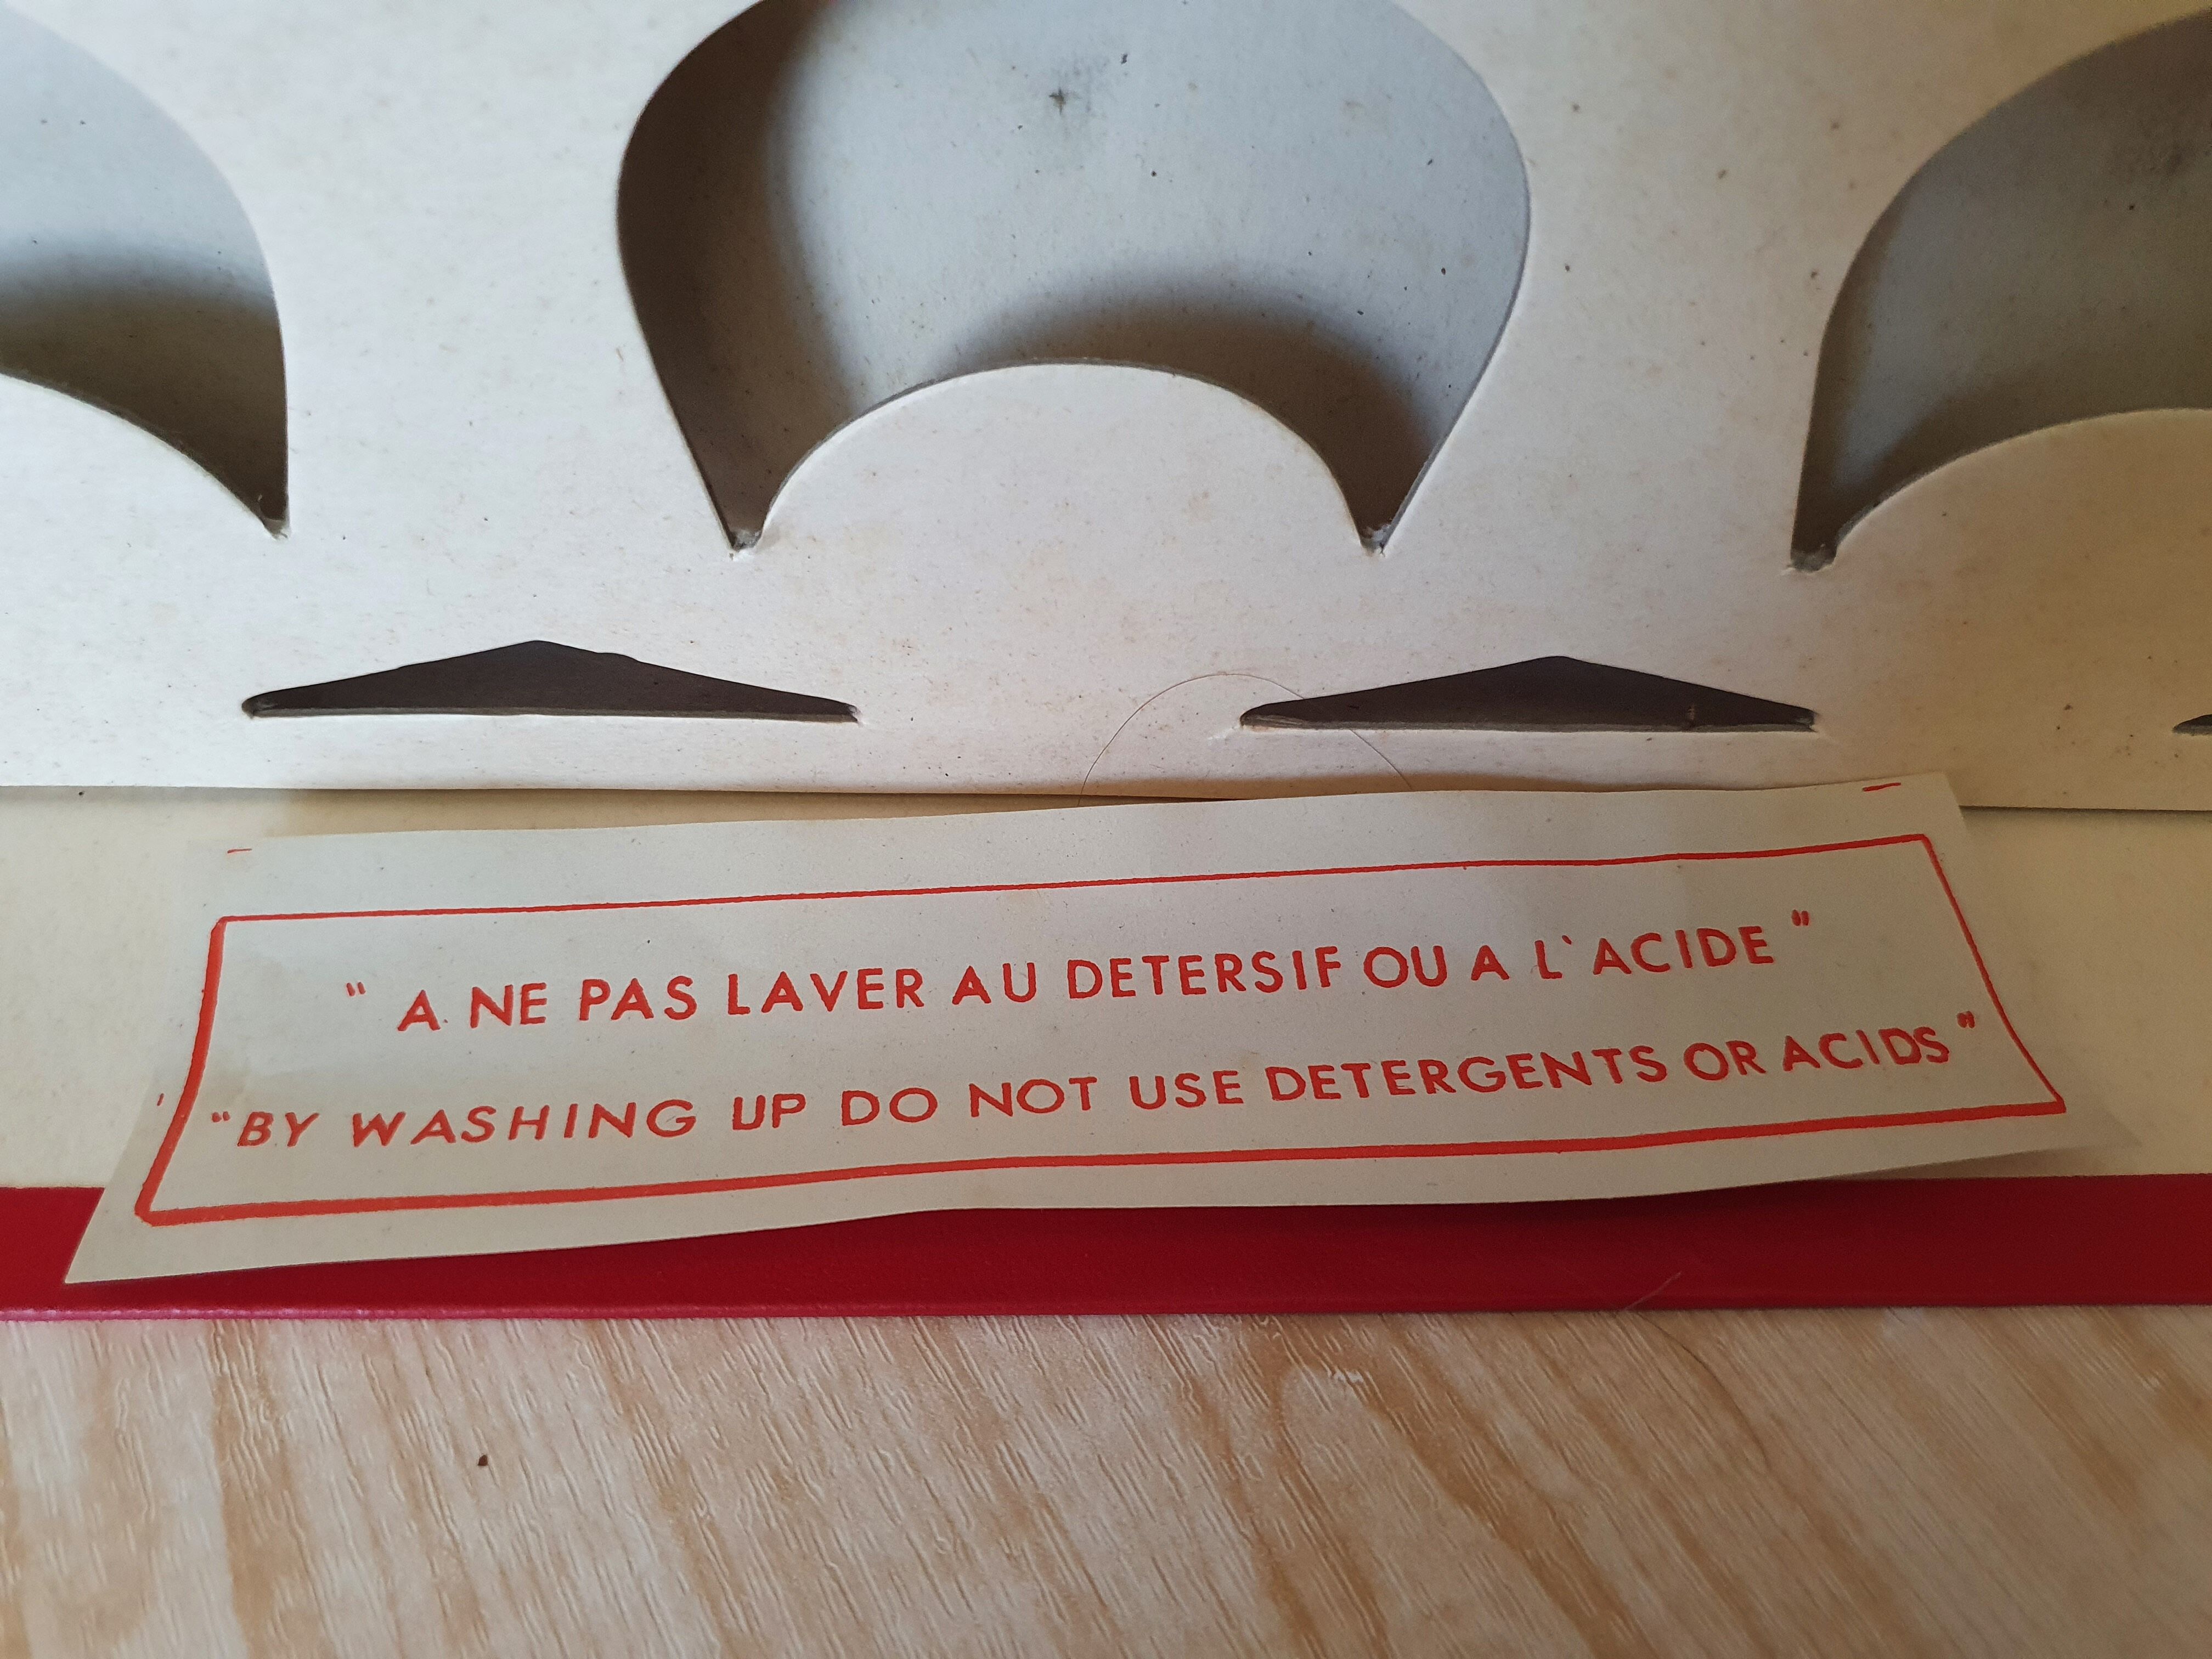 " A NE PAS LAVER AU DETERSIF OU A L`ACIDE "
"BY WASHING UP DO NOT USE DETERGENTS OR ACIDS"